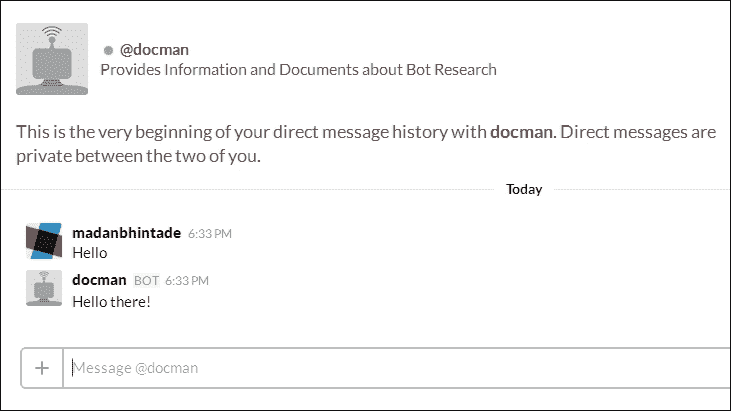 @docman
Provides Information and Documents about Bot Research
This is the very beginning of your direct message history with docman. Direct messages are
private between the two of you.
Today
madanbhintade 6:33 PM
Hello
docman BOT 6:33 PM
Hello there!
+ Message @docman